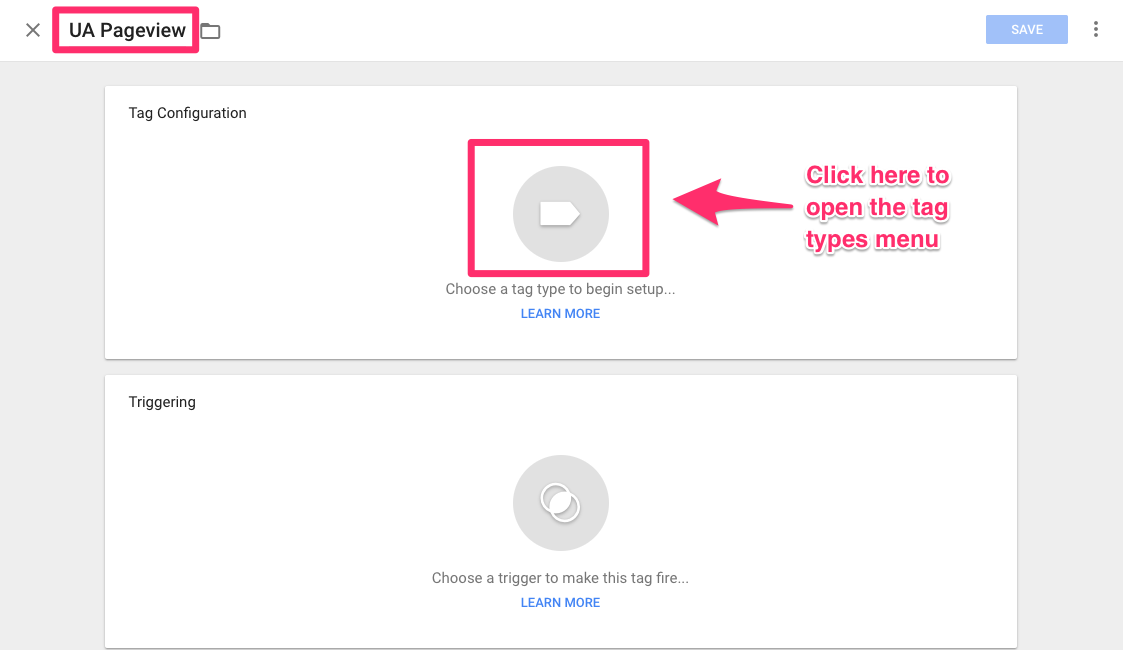 UA Pageview
SAVE
Tag Configuration
Click here to
open the tag
types menu
Choose a tag type to begin setup...
LEARN MORE
Triggering
Choose a trigger to make this tag fire...
LEARN MORE